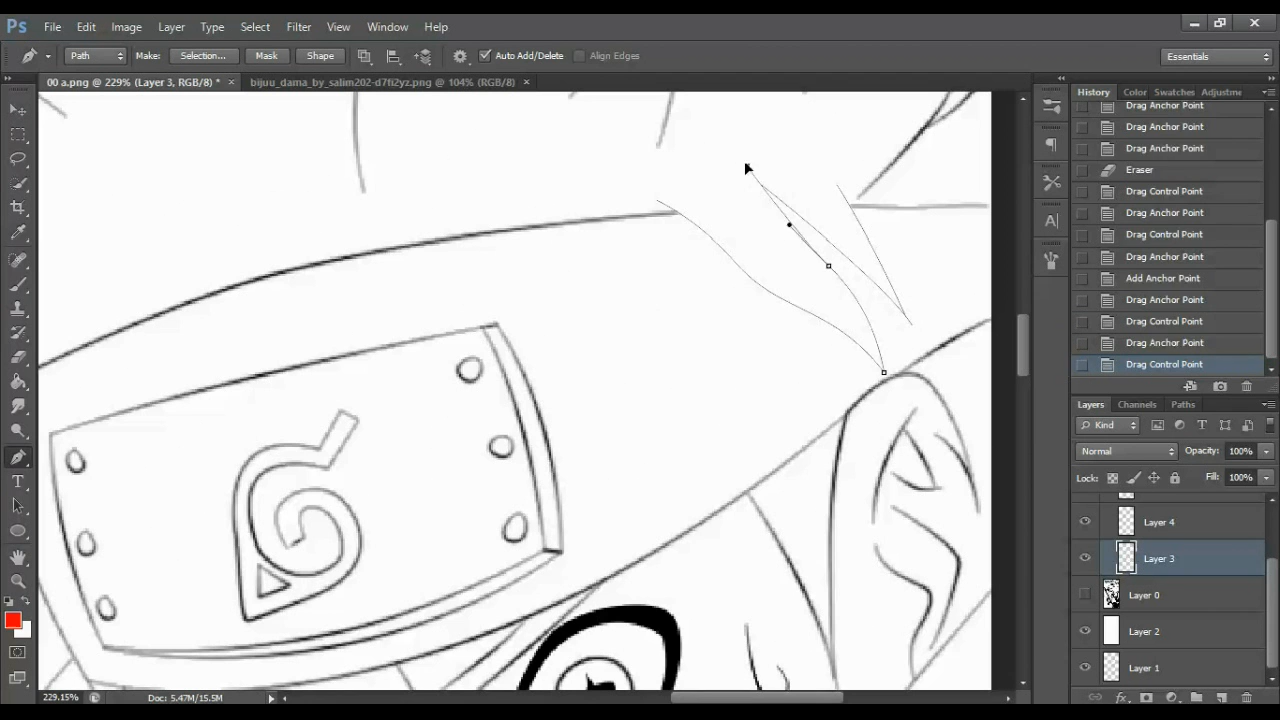 Ps File Edit Image Layer Type Select Filter View Window Help
Path Make: Selection... Mask Shape Auto Add/Delete Align Edges Essentials
00 a.png @ 229% (Layer 3, RGB/8) * × bijuu_dama_by_salim202-d7fi2yz.png @ 104% (RGB/8) ×
History Color Swatches Adjustme
Drag Anchor Point
Drag Anchor Point
Drag Anchor Point
Eraser
Drag Control Point
Drag Anchor Point
Drag Control Point
Drag Anchor Point
Add Anchor Point
Drag Anchor Point
Drag Control Point
Drag Anchor Point
Drag Control Point
Layers Channels Paths
Kind
Normal Opacity: 100%
Lock: Fill: 100%
Layer 4
Layer 3
Layer 0
Layer 2
Layer 1
229.15% Doc: 5.47M/15.5M